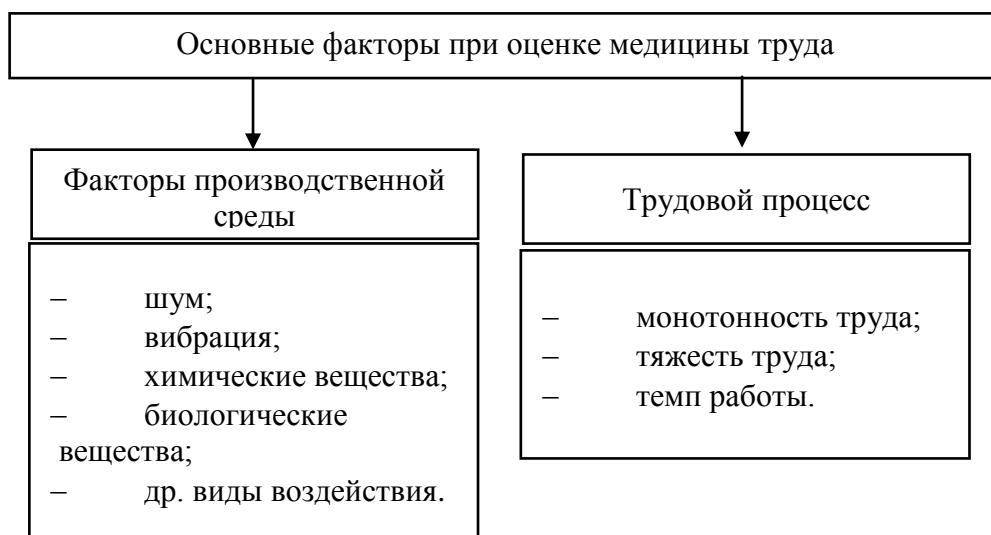 Основные факторы при оценке медицины труда
Факторы производственной
среды
– шум;
– вибрация;
– химические вещества;
– биологические
вещества;
– др. виды воздействия.
Трудовой процесс
– монотонность труда;
– тяжесть труда;
– темп работы.